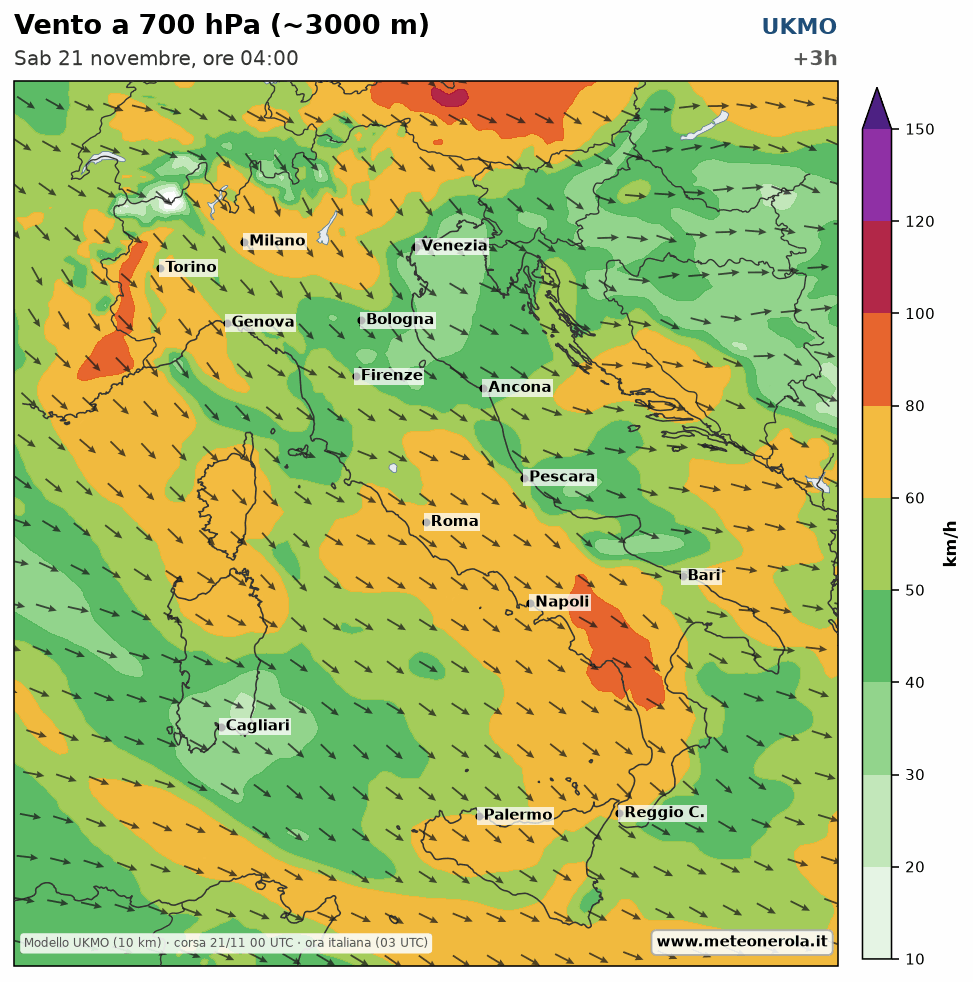 Vento a 700 hPa (~3000 m)
UKMO
Sab 21 novembre, ore 04:00
+3h
150
120
100
80
60
50
40
30
20
10
km/h
Milano
Venezia
Torino
Genova
Bologna
Firenze
Ancona
Pescara
Roma
Bari
Napoli
Cagliari
Palermo
Reggio C.
Modello UKMO (10 km) · corsa 21/11 00 UTC · ora italiana (03 UTC)
www.meteonerola.it